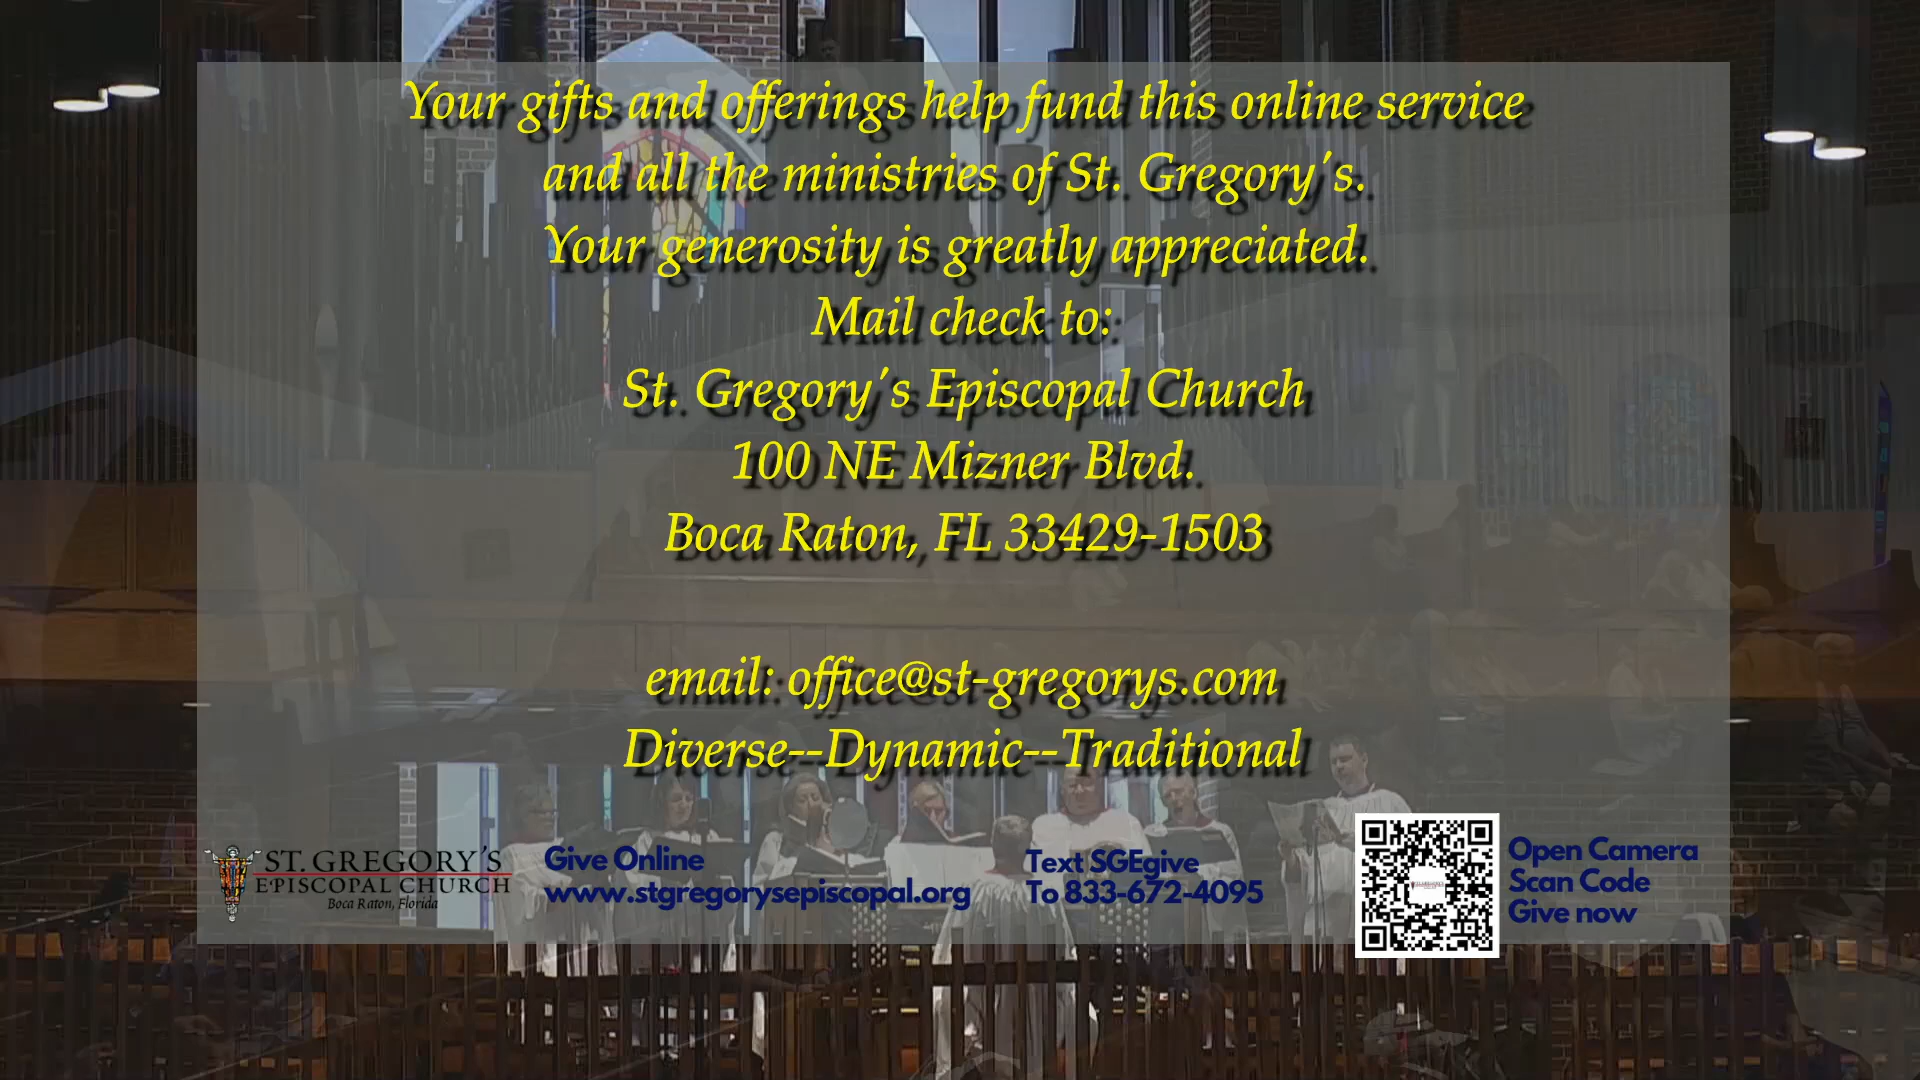 Your gifts and offerings help fund this online service
and all the ministries of St. Gregory's.
Your generosity is greatly appreciated.
Mail check to:
St. Gregory's Episcopal Church
100 NE Mizner Blvd.
Boca Raton, FL 33429-1503
email: office@st-gregorys.com
Diverse--Dynamic--Traditional
ST. GREGORY'S
EPISCOPAL CHURCH
Boca Raton, Florida
Give Online
www.stgregorysepiscopal.org
Text SGEgive
To 833-672-4095
Open Camera
Scan Code
Give now